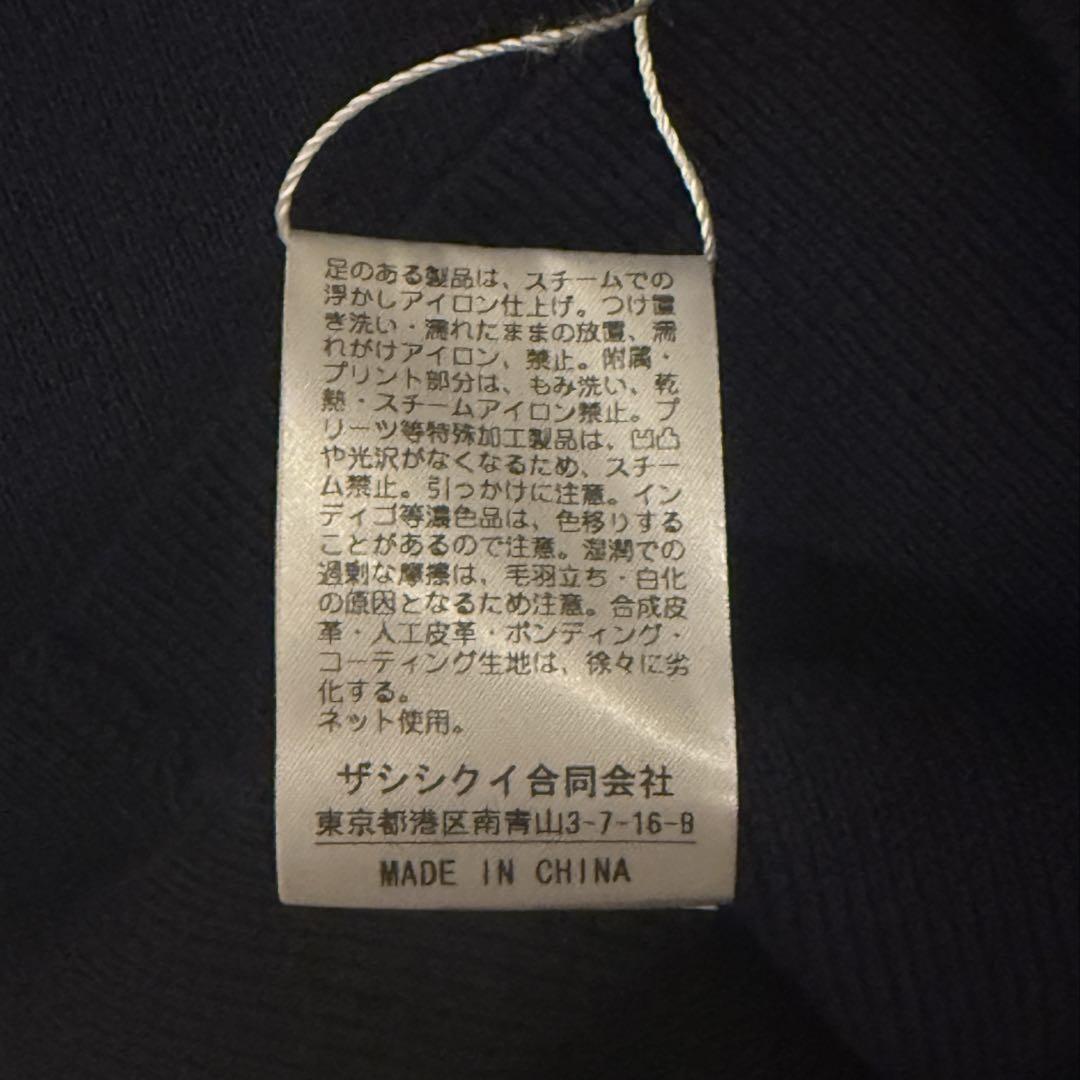 足のある製品は、スチームでの
浮かしアイロン仕上げ。つけ置
き洗い・濡れたままの放置、濡
れがけアイロン、禁止。附属・
プリント部分は、もみ洗い、乾
熱・スチームアイロン禁止。プ
リーツ等特殊加工製品は、凹凸
や光沢がなくなるため、スチー
ム禁止。引っかけに注意。イン
ディゴ等濃色品は、色移りする
ことがあるので注意。湿潤での
過剰な摩擦は、毛羽立ち・白化
の原因となるため注意。合成皮
革・人工皮革・ボンディング・
コーティング生地は、徐々に劣
化する。
ネット使用。
ザシシクイ合同会社
東京都港区南青山3-7-16-B
MADE IN CHINA